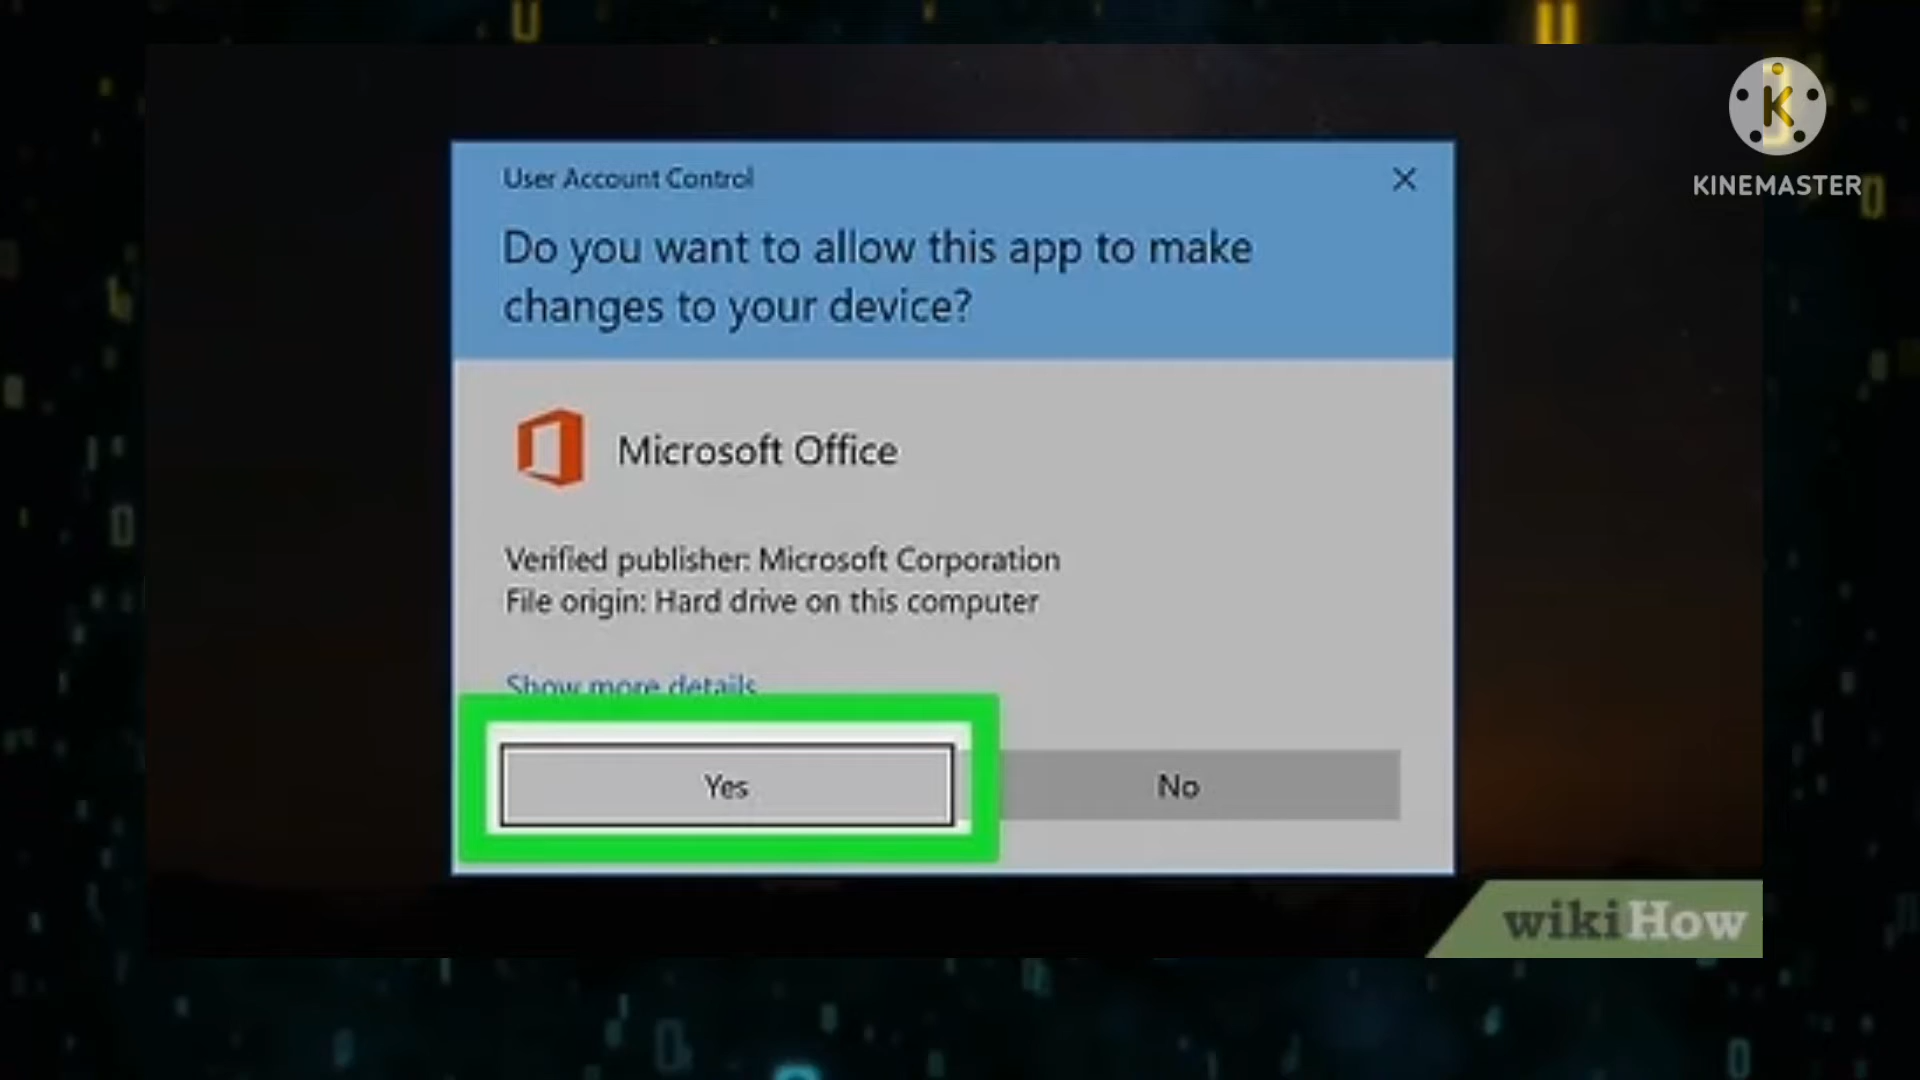 KINEMASTER
User Account Control
Do you want to allow this app to make
changes to your device?
Microsoft Office
Verified publisher: Microsoft Corporation
File origin: Hard drive on this computer
Show more details
Yes
No
wikiHow